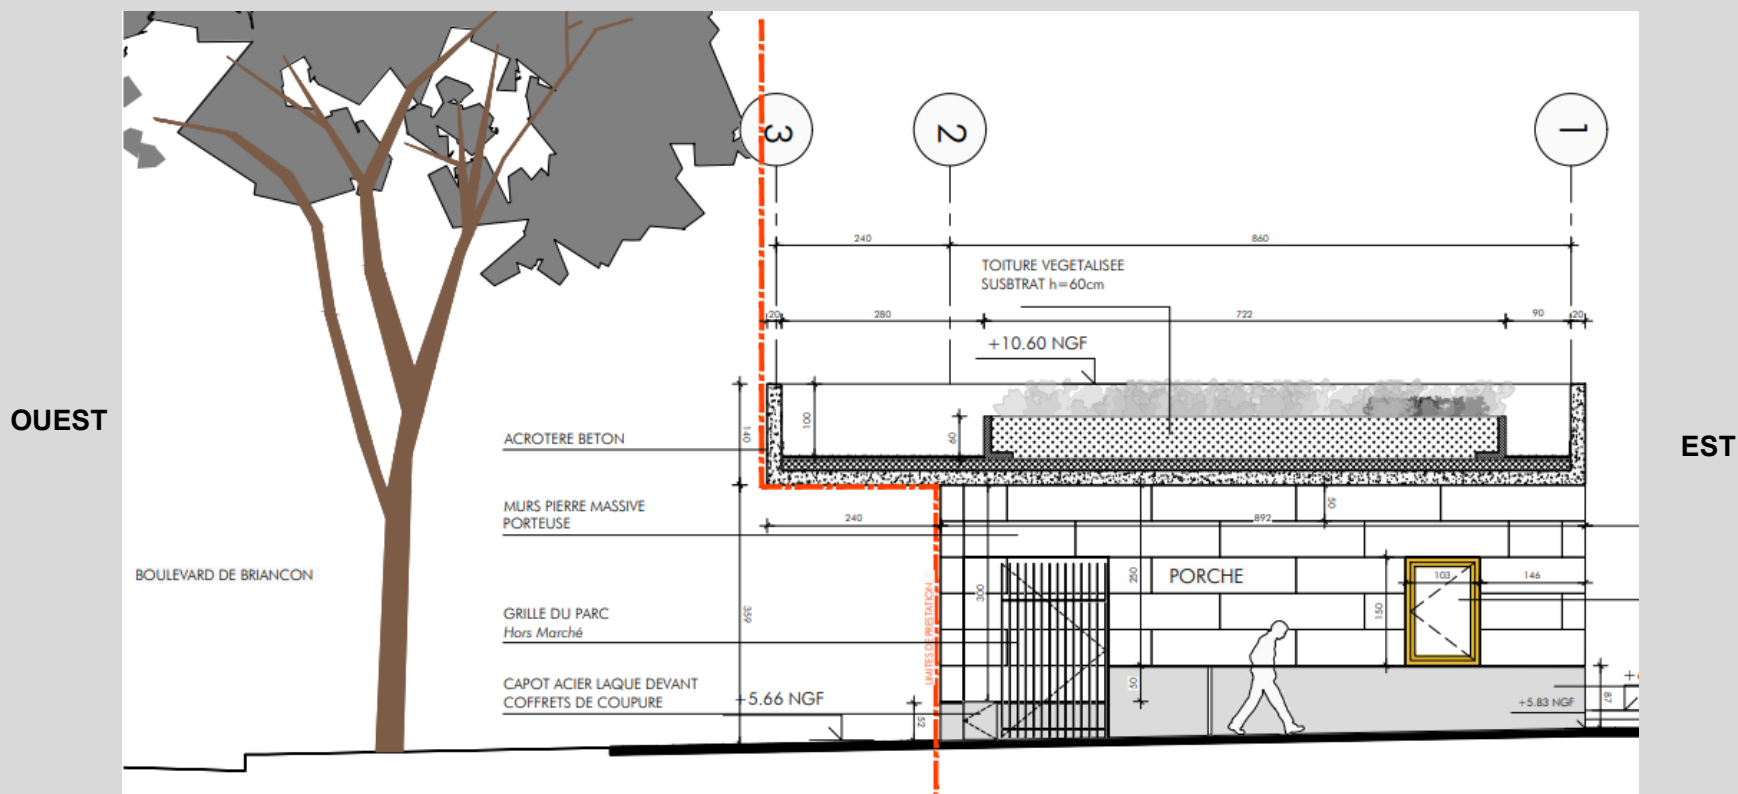 3
2
1
240
860
TOITURE VEGETALISEE
SUSBTRAT h=60cm
20
280
722
90
20
+10.60 NGF
OUEST
EST
ACROTERE BETON
140
100
60
MURS PIERRE MASSIVE
PORTEUSE
240
892
50
BOULEVARD DE BRIANCON
PORCHE
250
300
103
146
150
359
GRILLE DU PARC
Hors Marché
LIMITES DE PRESTATION
CAPOT ACIER LAQUE DEVANT
COFFRETS DE COUPURE
+5.66 NGF
52
50
+5.83 NGF
87